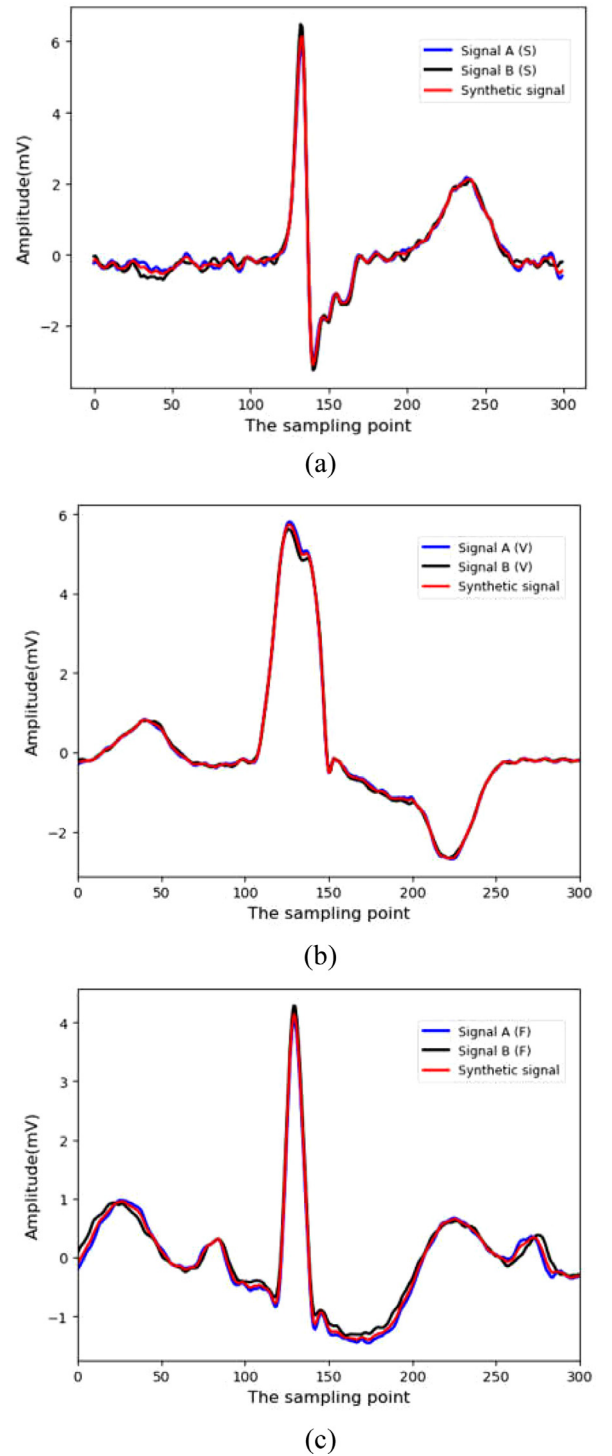 Signal A (S)
Signal B (S)
Synthetic signal
Amplitude(mV)
6
4
2
0
−2
0 50 100 150 200 250 300
The sampling point
(a)
Signal A (V)
Signal B (V)
Synthetic signal
Amplitude(mV)
6
4
2
0
−2
0 50 100 150 200 250 300
The sampling point
(b)
Signal A (F)
Signal B (F)
Synthetic signal
Amplitude(mV)
4
3
2
1
0
−1
0 50 100 150 200 250 300
The sampling point
(c)